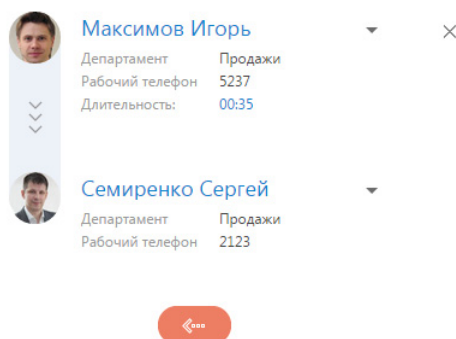 Максимов Игорь
Департамент Продажи
Рабочий телефон 5237
Длительность: 00:35
Семиренко Сергей
Департамент Продажи
Рабочий телефон 2123